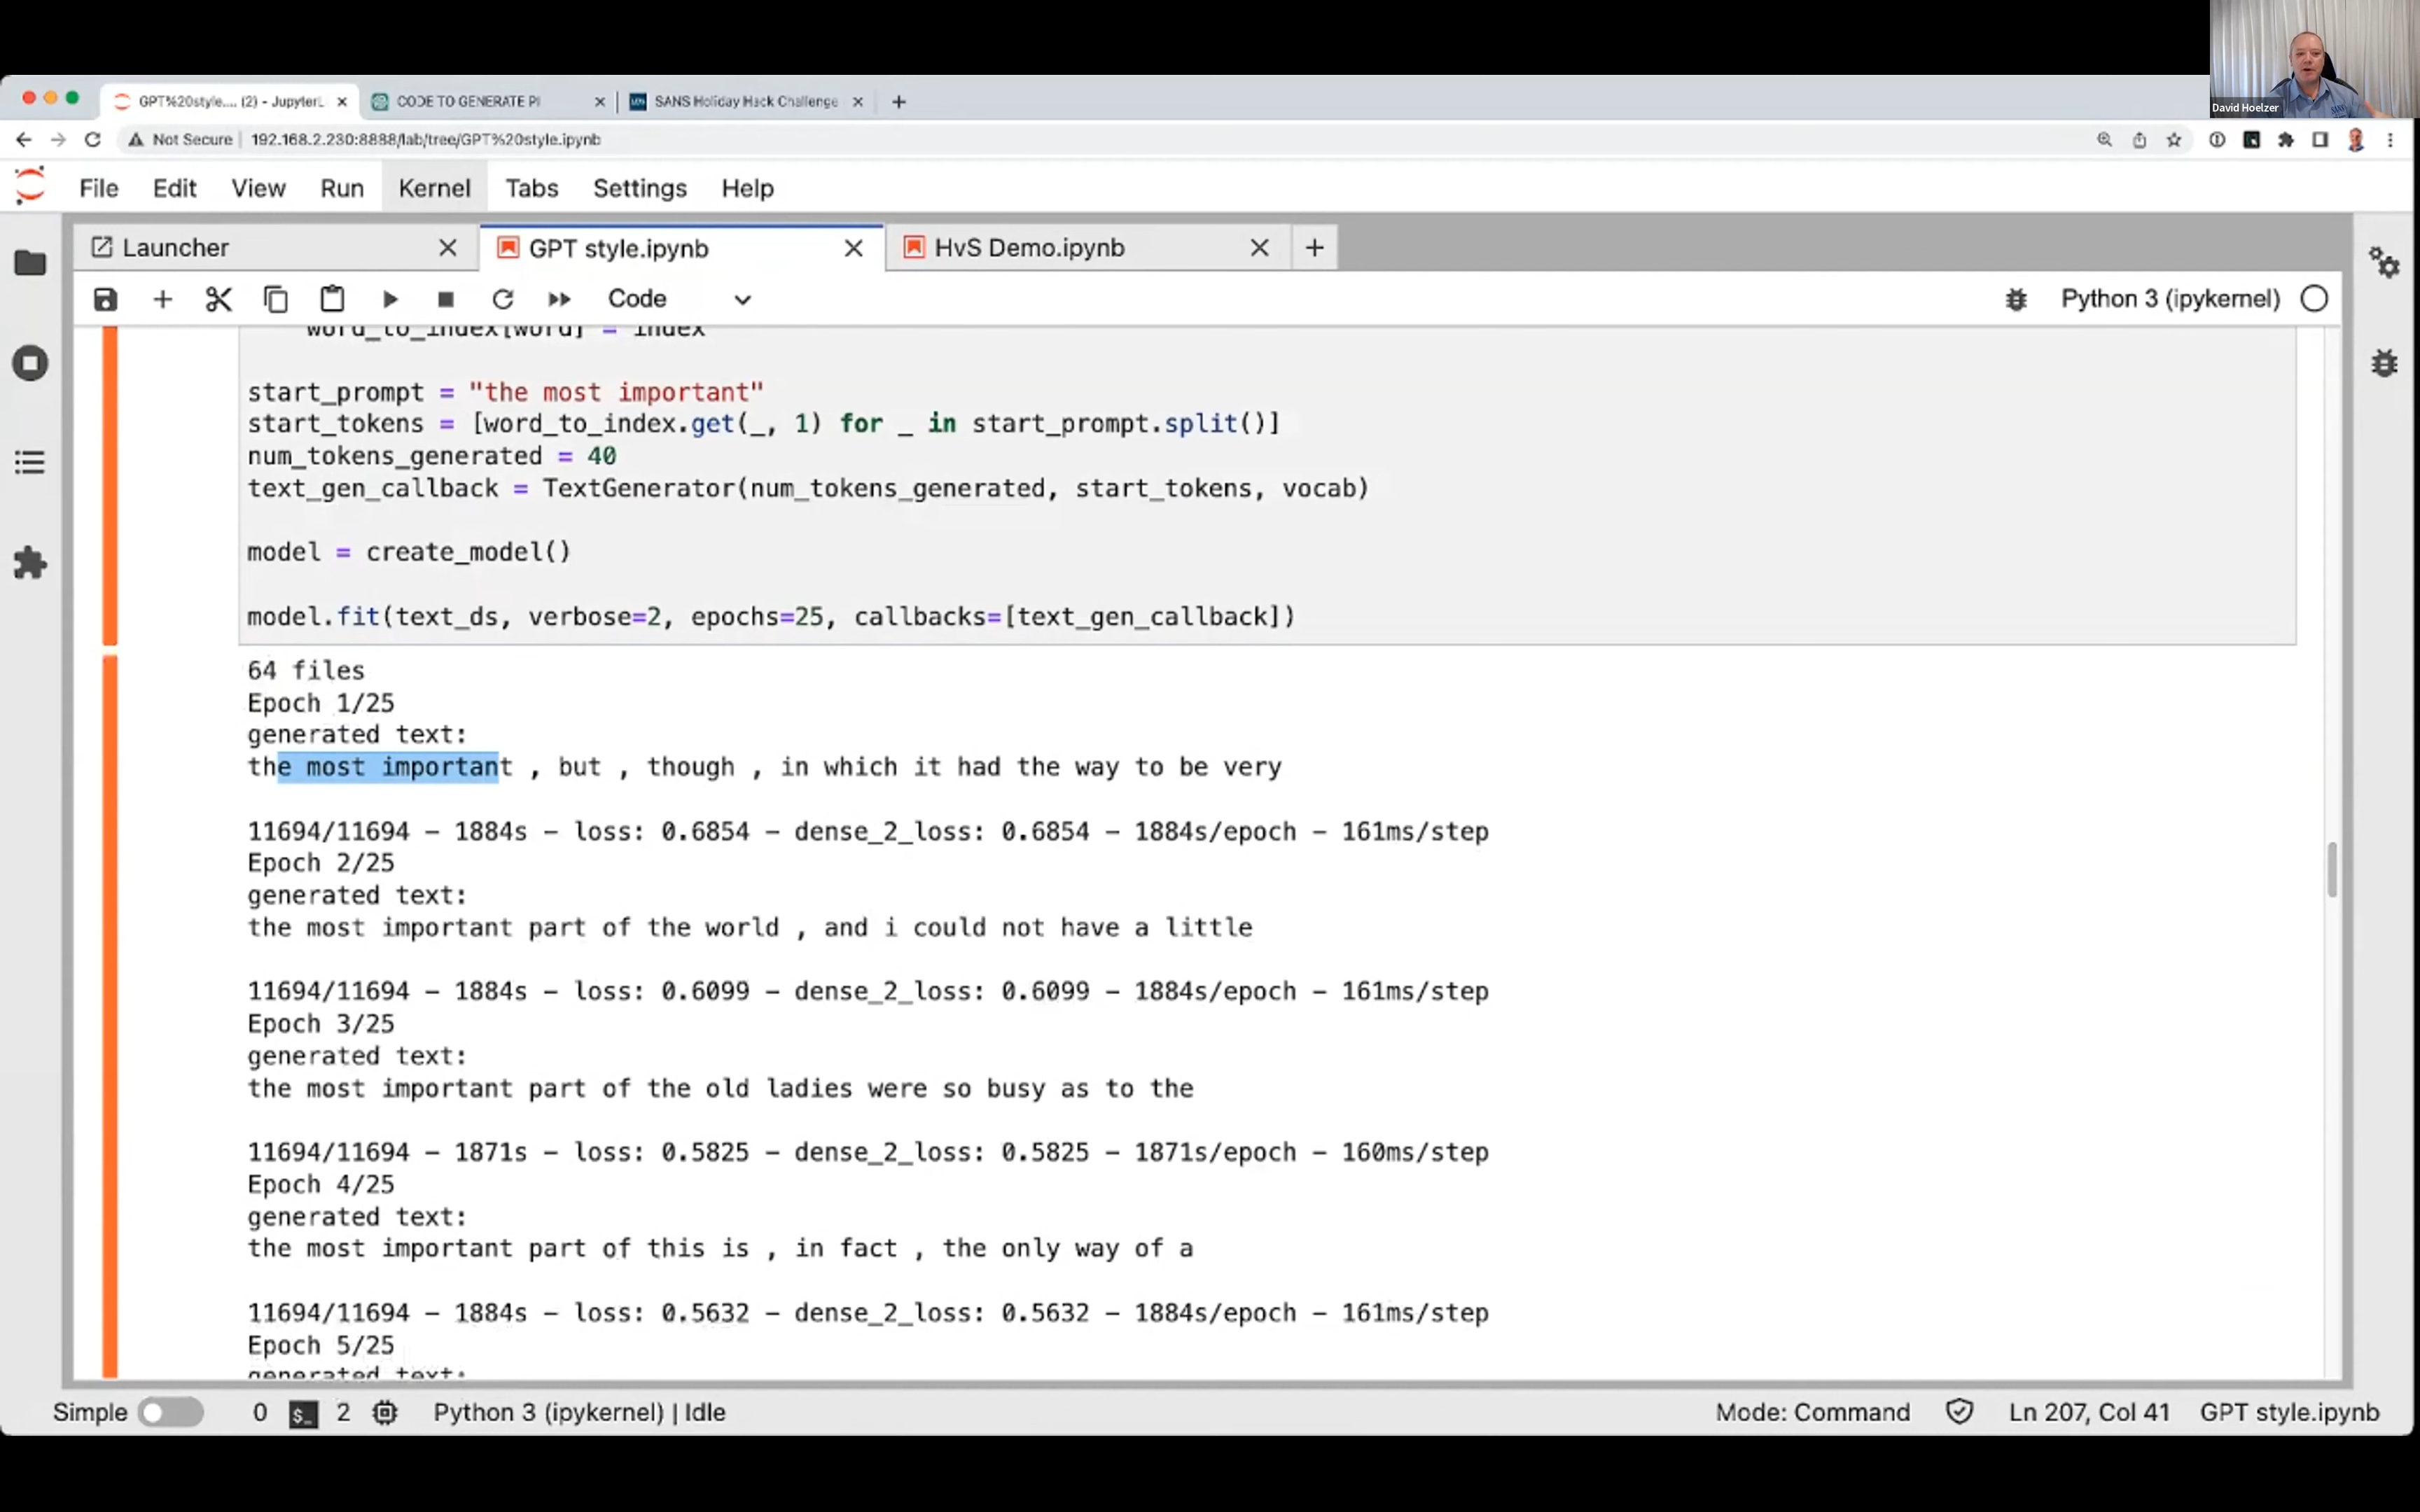 David Hoelzer
GPT%20style.... (2) - JupyterL
CODE TO GENERATE PI
SANS Holiday Hack Challenge
Not Secure
192.168.2.230:8888/lab/tree/GPT%20style.ipynb
File Edit View Run Kernel Tabs Settings Help
Launcher
GPT style.ipynb
HvS Demo.ipynb
Code
Python 3 (ipykernel)
word_to_index[word] = index
start_prompt = "the most important"
start_tokens = [word_to_index.get(_, 1) for _ in start_prompt.split()]
num_tokens_generated = 40
text_gen_callback = TextGenerator(num_tokens_generated, start_tokens, vocab)
model = create_model()
model.fit(text_ds, verbose=2, epochs=25, callbacks=[text_gen_callback])
64 files
Epoch 1/25
generated text:
the most important , but , though , in which it had the way to be very
11694/11694 - 1884s - loss: 0.6854 - dense_2_loss: 0.6854 - 1884s/epoch - 161ms/step
Epoch 2/25
generated text:
the most important part of the world , and i could not have a little
11694/11694 - 1884s - loss: 0.6099 - dense_2_loss: 0.6099 - 1884s/epoch - 161ms/step
Epoch 3/25
generated text:
the most important part of the old ladies were so busy as to the
11694/11694 - 1871s - loss: 0.5825 - dense_2_loss: 0.5825 - 1871s/epoch - 160ms/step
Epoch 4/25
generated text:
the most important part of this is , in fact , the only way of a
11694/11694 - 1884s - loss: 0.5632 - dense_2_loss: 0.5632 - 1884s/epoch - 161ms/step
Epoch 5/25
generated text:
Simple 0 $_ 2 Python 3 (ipykernel) | Idle
Mode: Command Ln 207, Col 41 GPT style.ipynb